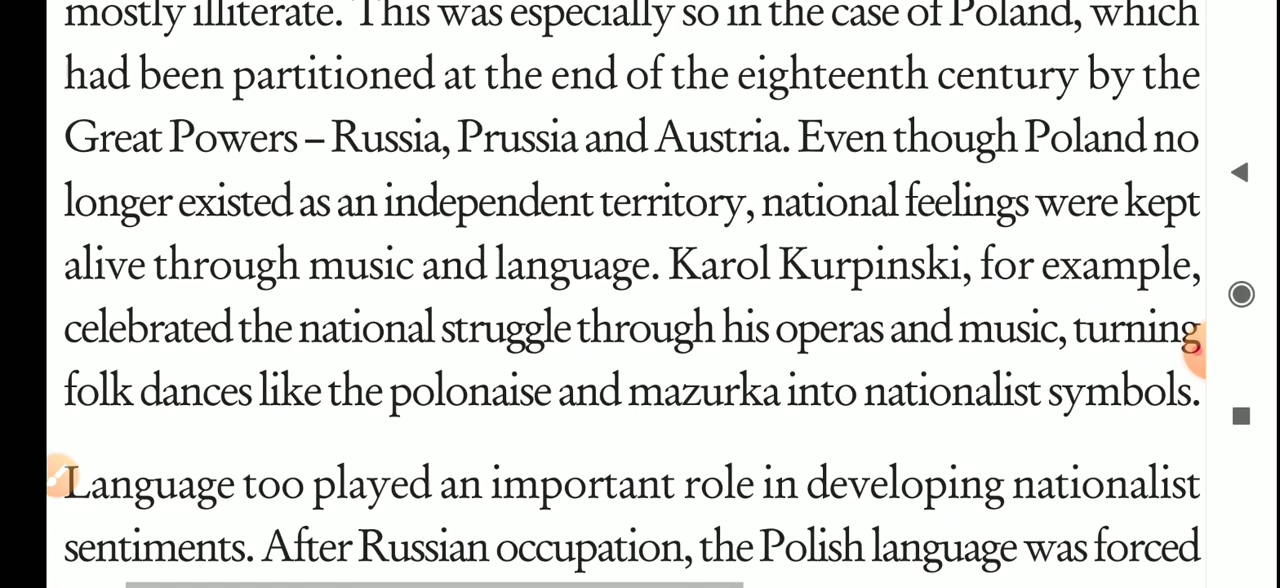 mostly illiterate. This was especially so in the case of Poland, which
had been partitioned at the end of the eighteenth century by the
Great Powers – Russia, Prussia and Austria. Even though Poland no
longer existed as an independent territory, national feelings were kept
alive through music and language. Karol Kurpinski, for example,
celebrated the national struggle through his operas and music, turning
folk dances like the polonaise and mazurka into nationalist symbols.
Language too played an important role in developing nationalist
sentiments. After Russian occupation, the Polish language was forced